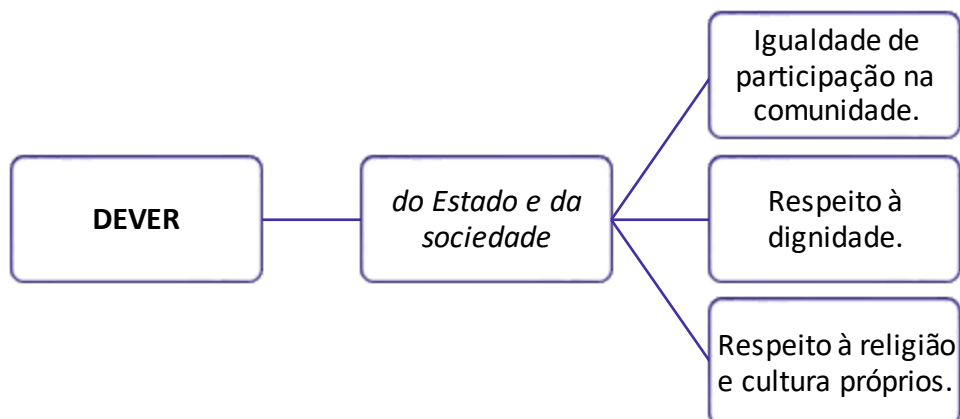 DEVER
do Estado e da
sociedade
Igualdade de
participação na
comunidade.
Respeito à
dignidade.
Respeito à religião
e cultura próprios.